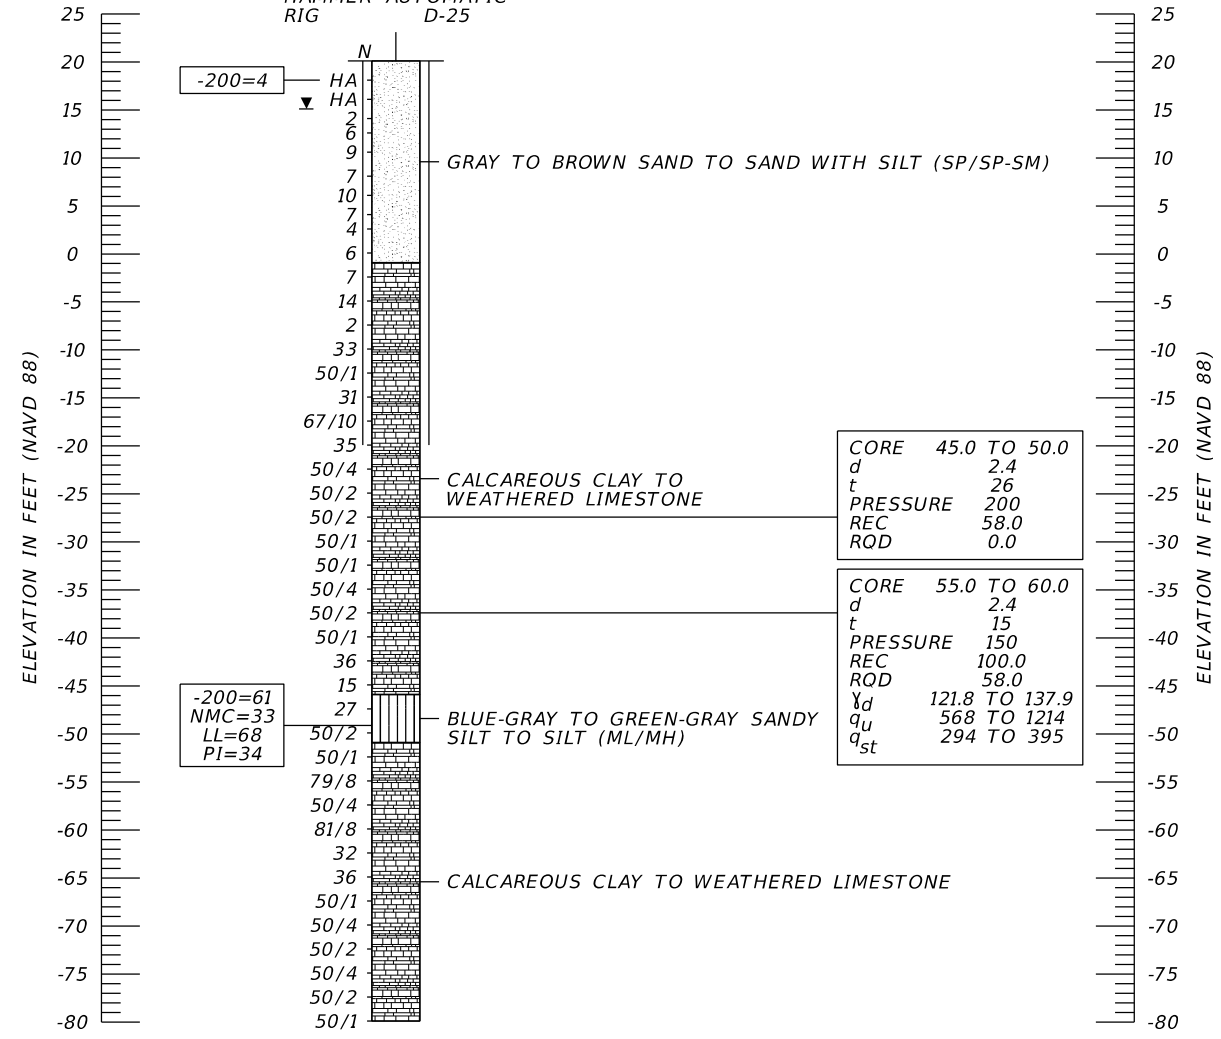 HAMMER AUTOMATIC
RIG D-25
25
20
15
10
5
0
-5
-10
-15
-20
-25
-30
-35
-40
-45
-50
-55
-60
-65
-70
-75
-80
ELEVATION IN FEET (NAVD 88)
-200=4
-200=61
NMC=33
LL=68
PI=34
N
HA
HA
2
6
9
7
10
7
4
6
7
14
2
33
50/1
31
67/10
35
50/4
50/2
50/2
50/1
50/1
50/4
50/2
50/1
36
15
27
50/2
50/1
79/8
50/4
81/8
32
36
50/1
50/4
50/2
50/4
50/2
50/1
GRAY TO BROWN SAND TO SAND WITH SILT (SP/SP-SM)
CALCAREOUS CLAY TO
WEATHERED LIMESTONE
BLUE-GRAY TO GREEN-GRAY SANDY
SILT TO SILT (ML/MH)
CALCAREOUS CLAY TO WEATHERED LIMESTONE
CORE 45.0 TO 50.0
d 2.4
t 26
PRESSURE 200
REC 58.0
RQD 0.0
CORE 55.0 TO 60.0
d 2.4
t 15
PRESSURE 150
REC 100.0
RQD 58.0
γd 121.8 TO 137.9
qu 568 TO 1214
qst 294 TO 395
25
20
15
10
5
0
-5
-10
-15
-20
-25
-30
-35
-40
-45
-50
-55
-60
-65
-70
-75
-80
ELEVATION IN FEET (NAVD 88)